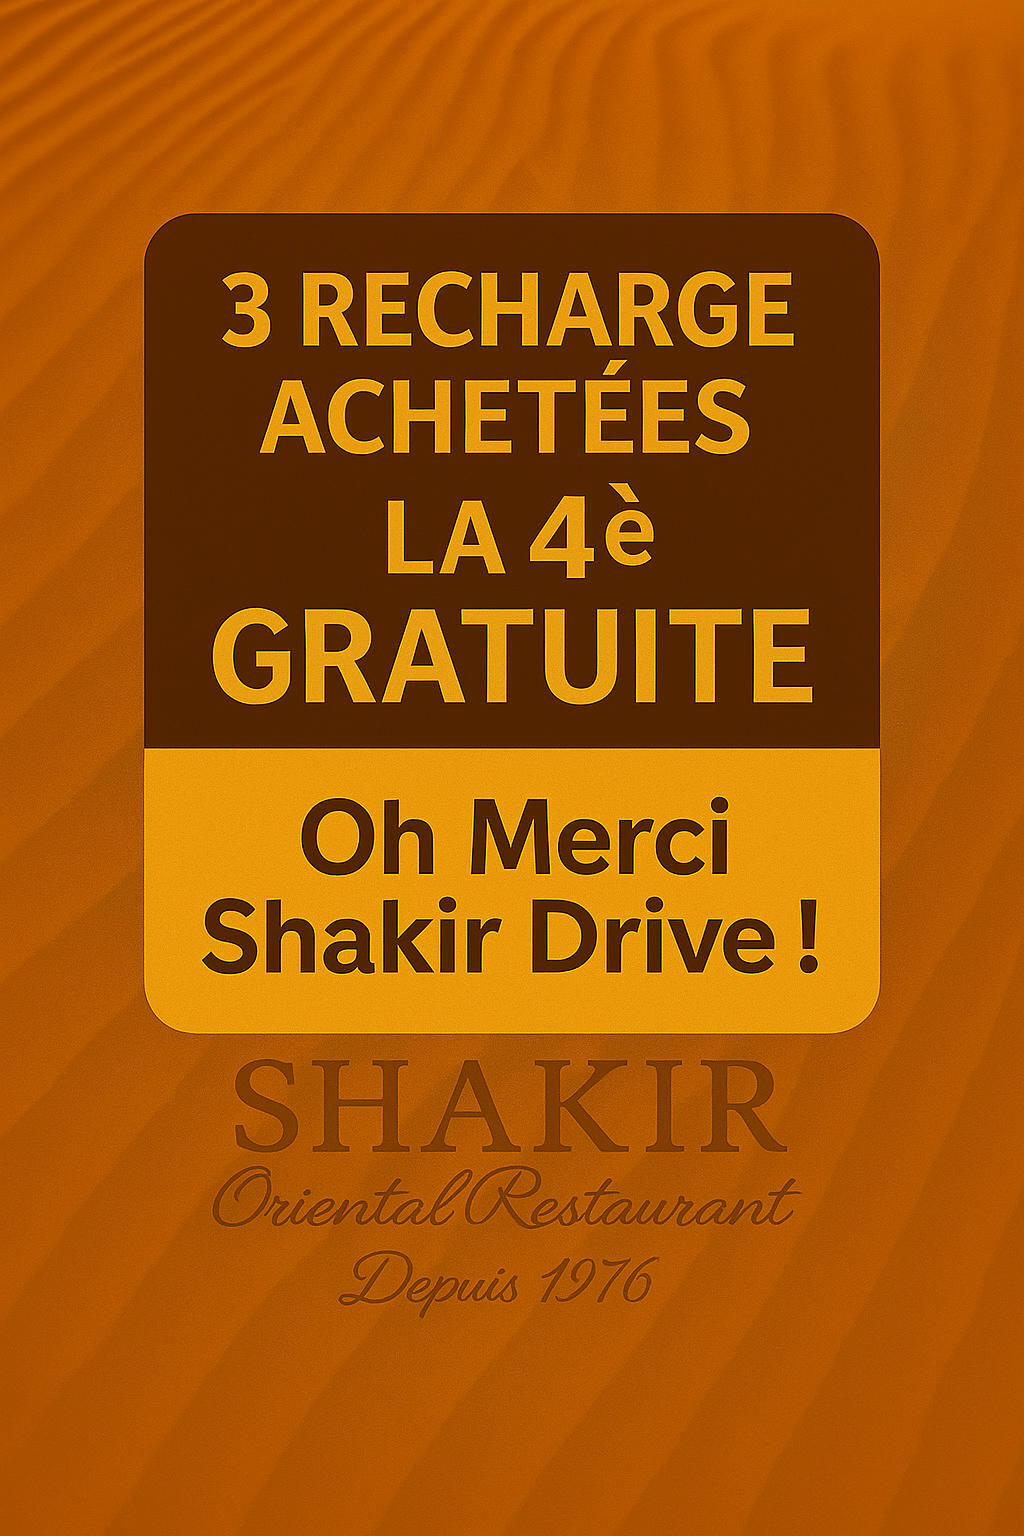 3 RECHARGE
ACHETÉES
LA 4è
GRATUITE
Oh Merci
Shakir Drive !
SHAKIR
Oriental Restaurant
Depuis 1976